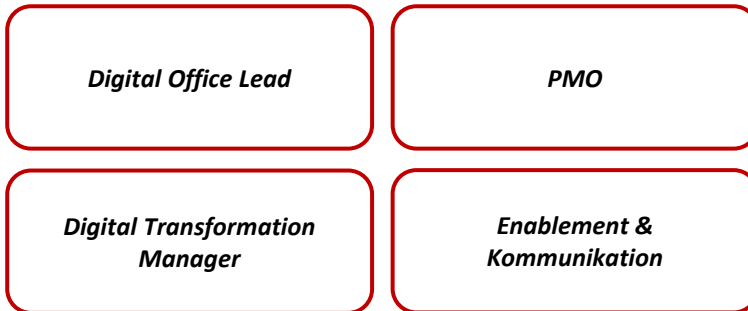 Digital Office Lead
PMO
Digital Transformation
Manager
Enablement &
Kommunikation